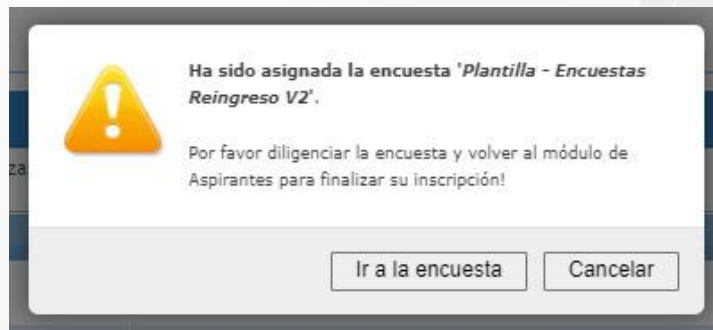 Ha sido asignada la encuesta 'Plantilla - Encuestas
Reingreso V2'.
Por favor diligenciar la encuesta y volver al módulo de
Aspirantes para finalizar su inscripción!
za
Ir a la encuesta
Cancelar